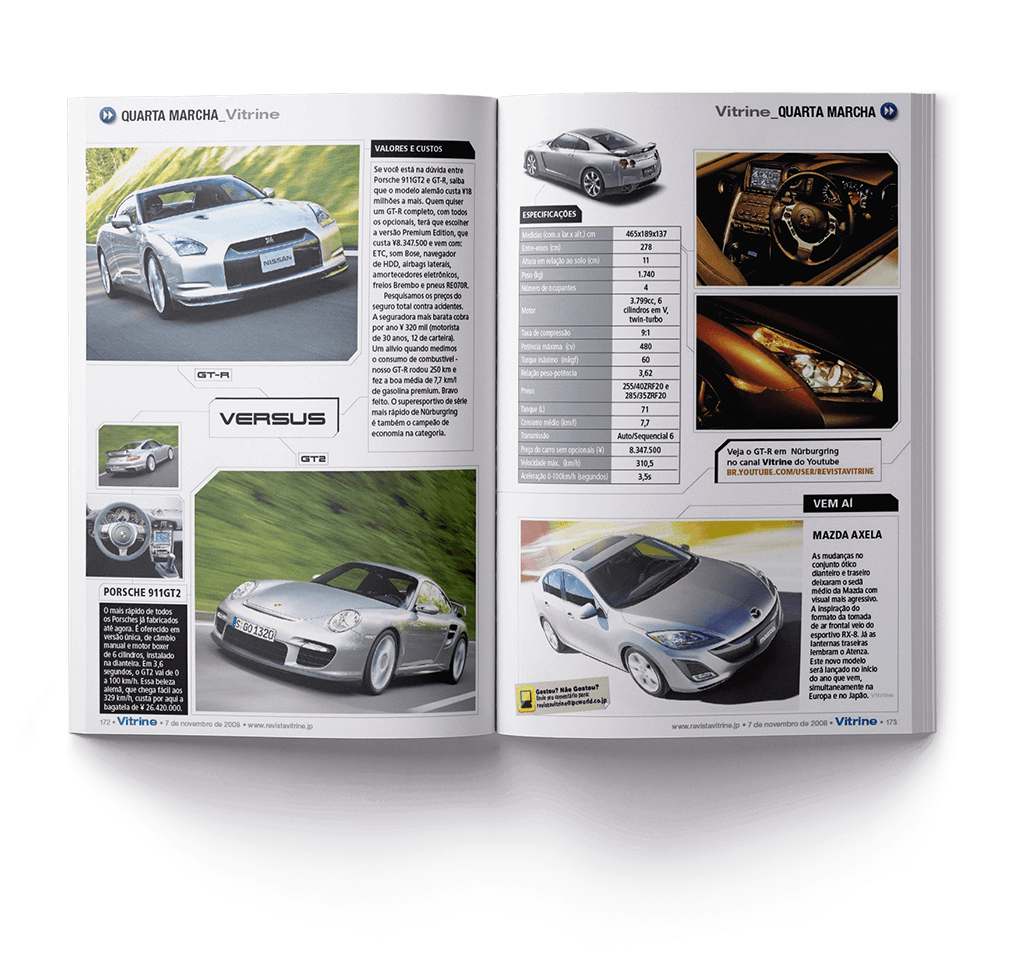 QUARTA MARCHA_Vitrine
VALORES E CUSTOS
Se você está na dúvida entre
Porsche 911GT2 e GT-R, saiba
que o modelo alemão custa ¥18
milhões a mais. Quem quiser
um GT-R completo, com todos
os opcionais, terá que escolher
a versão Premium Edition, que
custa ¥8.347.500 e vem com:
ETC, som Bose, navegador
de HDD, airbags laterais,
amortecedores eletrônicos,
freios Brembo e pneus RE070R.
Pesquisamos os preços do
seguro total contra acidentes.
A seguradora mais barata cobra
por ano ¥ 320 mil (motorista
de 30 anos, 12 de carteira).
Um alívio quando medimos
o consumo de combustível -
nosso GT-R rodou 250 km e
fez a boa média de 7,7 km/l
de gasolina premium. Bravo
feito. O superesportivo de série
mais rápido de Nürburgring
é também o campeão de
economia na categoria.
NISSAN
GT-R
VERSUS
GT2
S GO 1320
PORSCHE 911GT2
O mais rápido de todos
os Porsches já fabricados
até agora. É oferecido em
versão única, de câmbio
manual e motor boxer
de 6 cilindros, instalado
na dianteira. Em 3,6
segundos, o GT2 vai de 0
a 100 km/h. Essa beleza
alemã, que chega fácil aos
329 km/h, custa por aqui a
bagatela de ¥ 26.420.000.
172 • Vitrine • 7 de novembro de 2008 • www.revistavitrine.jp
Vitrine_QUARTA MARCHA
ESPECIFICAÇÕES
Medidas (com.x lar.x alt.) cm 465x189x137
Entre-eixos (cm) 278
Altura em relação ao solo (cm) 11
Peso (kg) 1.740
Número de ocupantes 4
Motor 3.799cc, 6
cilindros em V,
twin-turbo
Taxa de compressão 9:1
Potência máxima (cv) 480
Torque máximo (mkgf) 60
Relação peso-potência 3,62
Pneus 255/40ZRF20 e
285/35ZRF20
Tanque (L) 71
Consumo médio (km/l) 7,7
Transmissão Auto/Sequencial 6
Preço do carro sem opcionais (¥) 8.347.500
Velocidade máx. (km/h) 310,5
Aceleração 0-100km/h (segundos) 3,5s
Veja o GT-R em Nürburgring
no canal Vitrine do Youtube
BR.YOUTUBE.COM/USER/REVISTAVITRINE
VEM AÍ
MAZDA AXELA
As mudanças no
conjunto ótico
dianteiro e traseiro
deixaram o sedã
médio da Mazda com
visual mais agressivo.
A inspiração do
formato da tomada
de ar frontal veio do
esportivo RX-8. Já as
lanternas traseiras
lembram o Atenza.
Este novo modelo
será lançado no início
do ano que vem,
simultaneamente na
Europa e no Japão. Vitrine
Gostou? Não Gostou?
Envie seu comentário para:
revistavitrine@ipcworld.co.jp
www.revistavitrine.jp • 7 de novembro de 2008 • Vitrine • 173